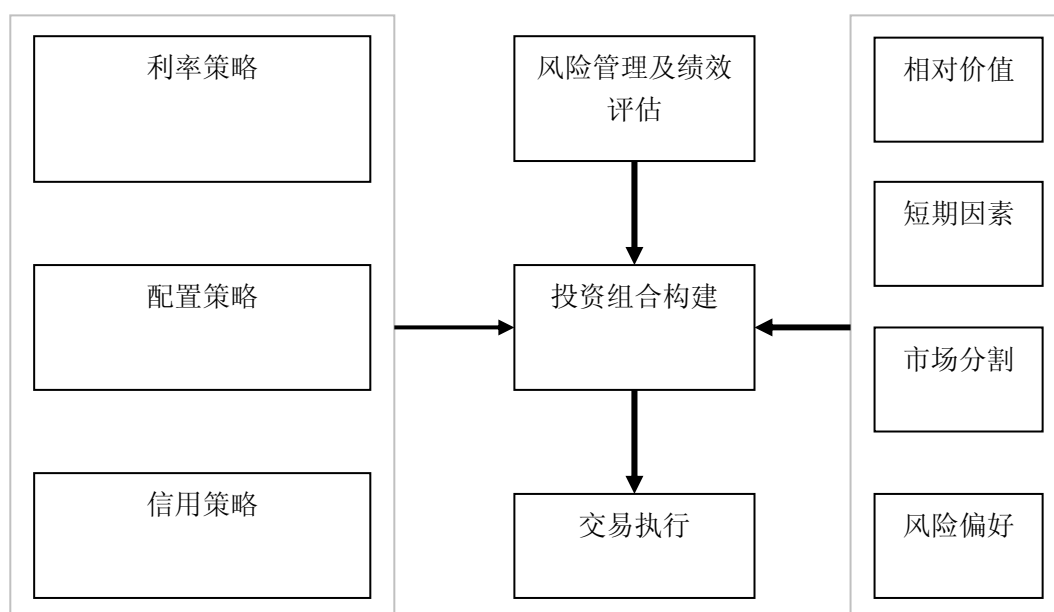 利率策略
配置策略
信用策略
风险管理及绩效
评估
投资组合构建
交易执行
相对价值
短期因素
市场分割
风险偏好